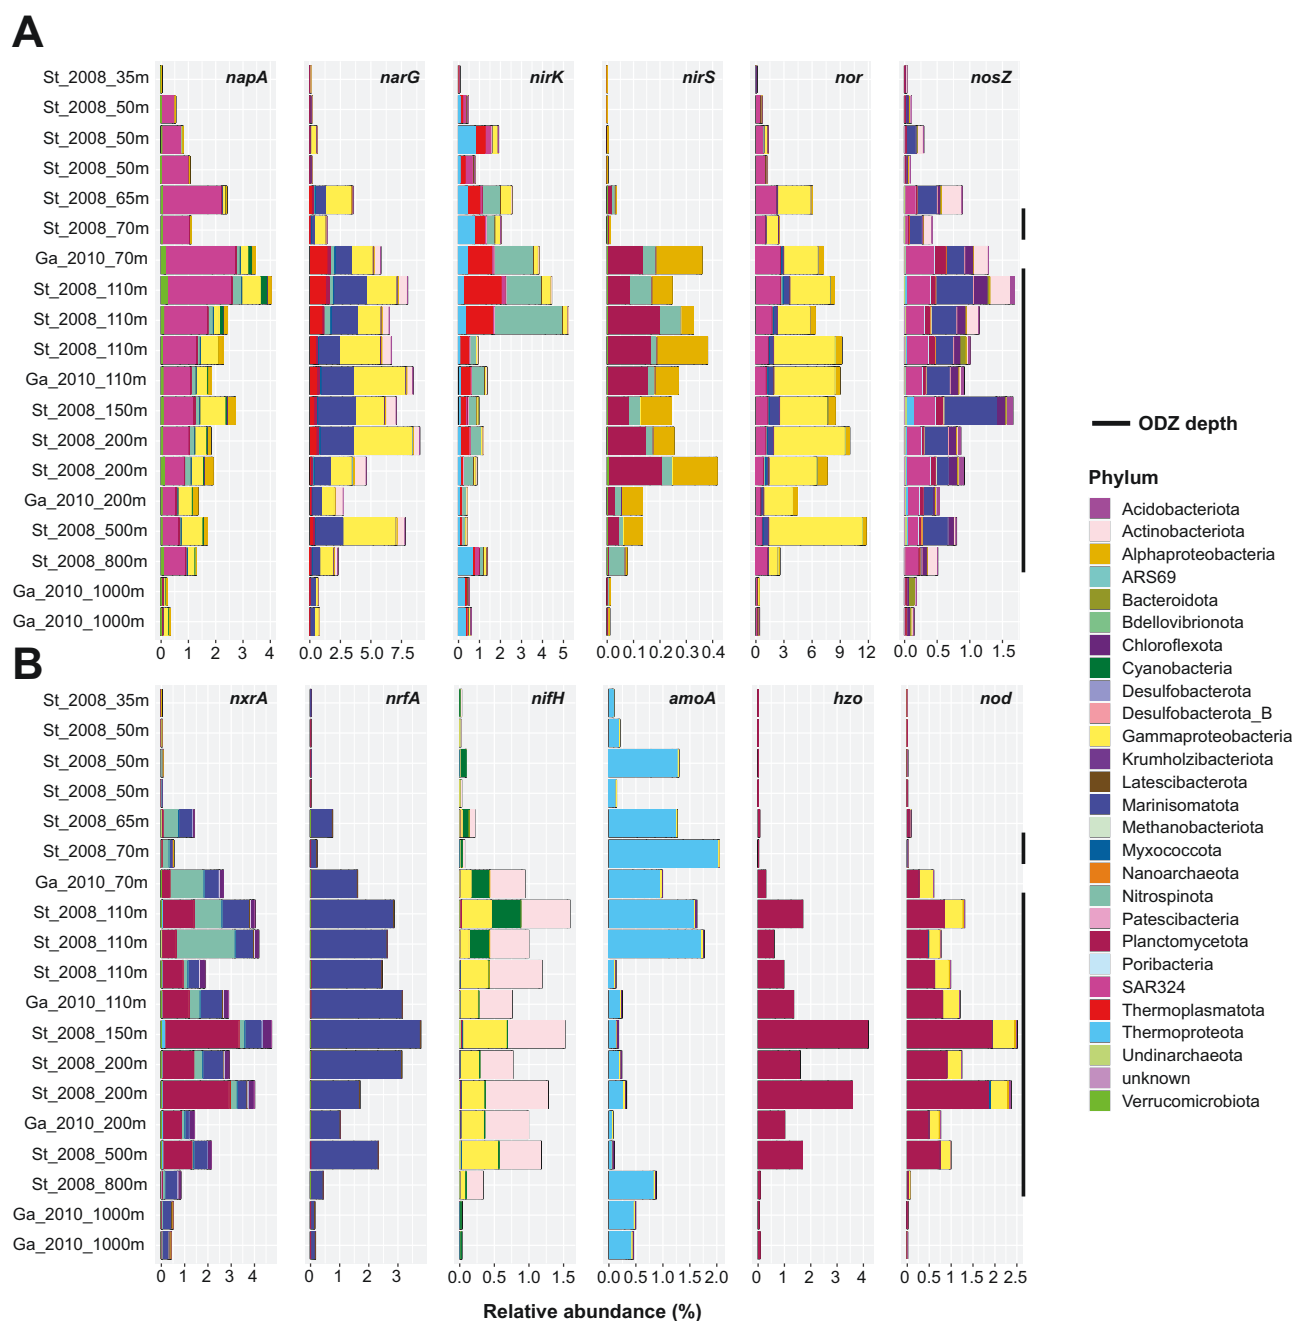 A
napA narG nirK nirS nor nosZ
St_2008_35m
St_2008_50m
St_2008_50m
St_2008_50m
St_2008_65m
St_2008_70m
Ga_2010_70m
St_2008_110m
St_2008_110m
St_2008_110m
Ga_2010_110m
St_2008_150m
St_2008_200m
St_2008_200m
Ga_2010_200m
St_2008_500m
St_2008_800m
Ga_2010_1000m
Ga_2010_1000m
0 1 2 3 4 0.0 2.5 5.0 7.5 0 1 2 3 4 5 0.0 0.1 0.2 0.3 0.4 0 3 6 9 12 0.0 0.5 1.0 1.5
B
nxrA nrfA nifH amoA hzo nod
St_2008_35m
St_2008_50m
St_2008_50m
St_2008_50m
St_2008_65m
St_2008_70m
Ga_2010_70m
St_2008_110m
St_2008_110m
St_2008_110m
Ga_2010_110m
St_2008_150m
St_2008_200m
St_2008_200m
Ga_2010_200m
St_2008_500m
St_2008_800m
Ga_2010_1000m
Ga_2010_1000m
0 1 2 3 4 0 1 2 3 0.0 0.5 1.0 1.5 0.0 0.5 1.0 1.5 2.0 0 1 2 3 4 0 0.5 1.5 2 2.5
Relative abundance (%)
ODZ depth
Phylum
Acidobacteriota
Actinobacteriota
Alphaproteobacteria
ARS69
Bacteroidota
Bdellovibrionota
Chloroflexota
Cyanobacteria
Desulfobacterota
Desulfobacterota_B
Gammaproteobacteria
Krumholzibacteriota
Latescibacterota
Marinisomatota
Methanobacteriota
Myxococcota
Nanoarchaeota
Nitrospinota
Patescibacteria
Planctomycetota
Poribacteria
SAR324
Thermoplasmatota
Thermoproteota
Undinarchaeota
unknown
Verrucomicrobiota